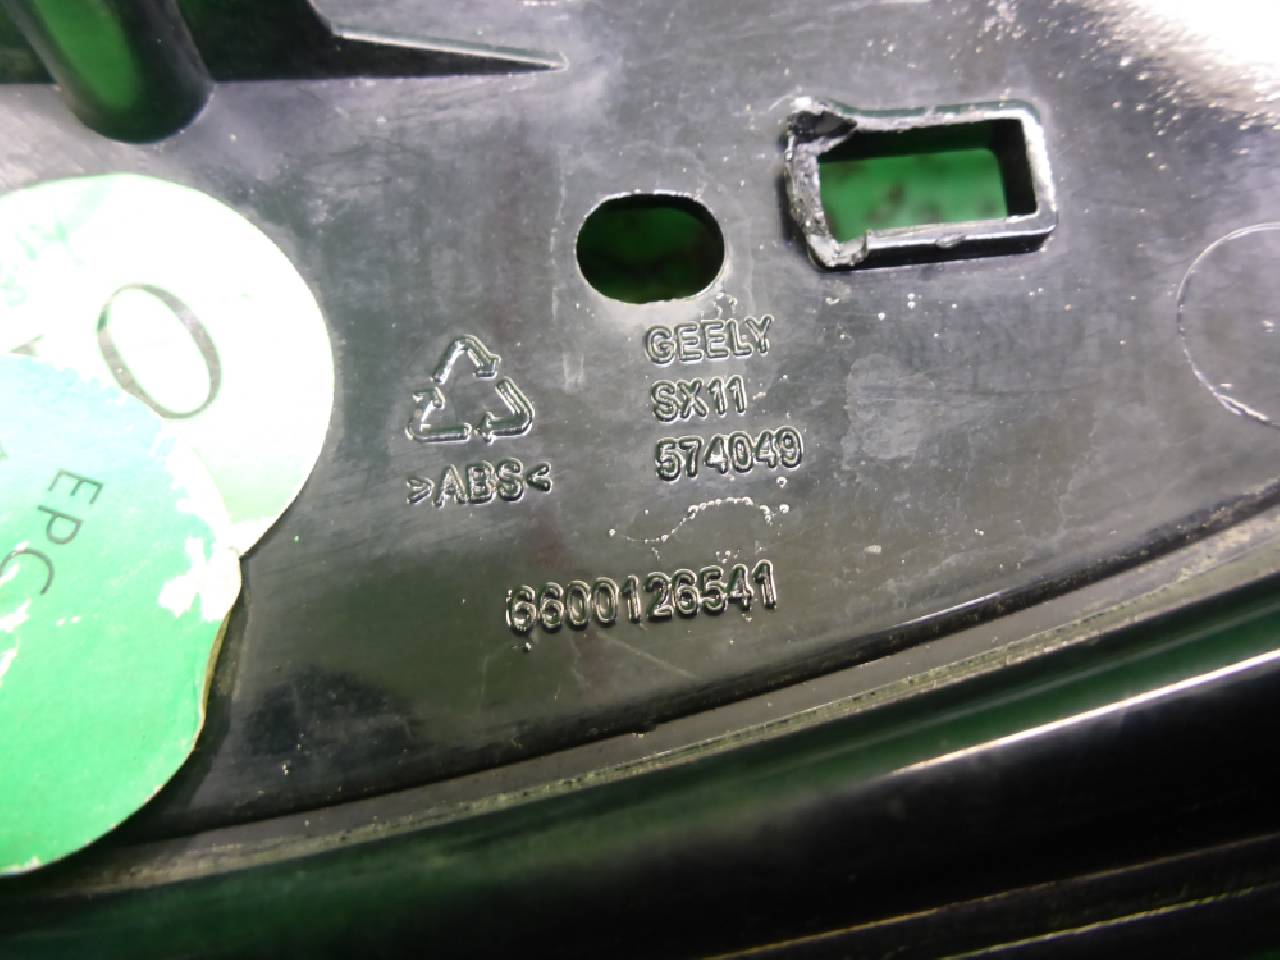 GEELY
SX11
574049
>ABS<
6600126541
O
EPC